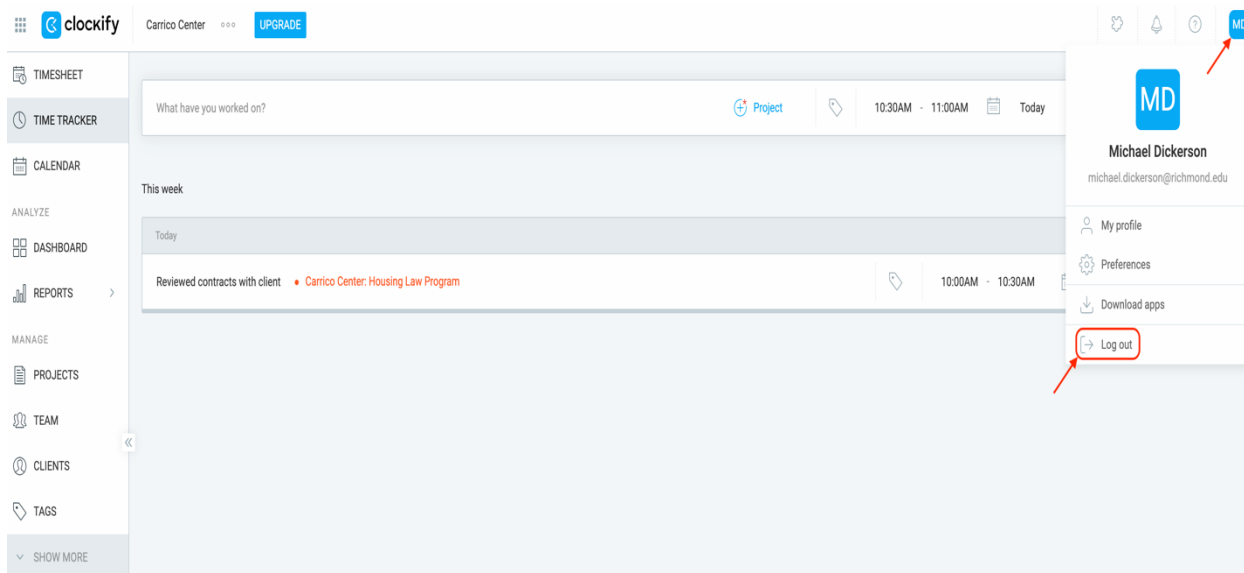 clockify Carrico Center UPGRADE MD
TIMESHEET
TIME TRACKER
CALENDAR
ANALYZE
DASHBOARD
REPORTS
MANAGE
PROJECTS
TEAM
CLIENTS
TAGS
SHOW MORE
What have you worked on? Project 10:30AM - 11:00AM Today
This week
Today
Reviewed contracts with client • Carrico Center: Housing Law Program 10:00AM - 10:30AM
MD
Michael Dickerson
michael.dickerson@richmond.edu
My profile
Preferences
Download apps
Log out